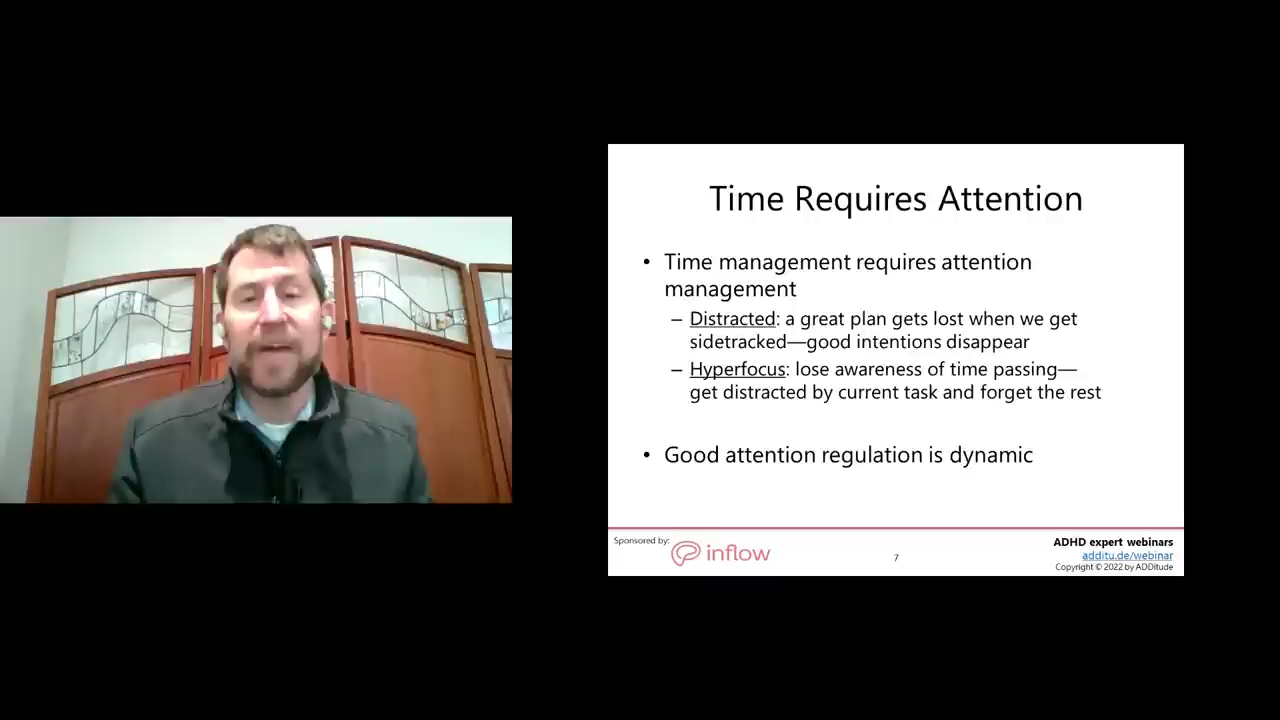 Time Requires Attention
• Time management requires attention
management
– Distracted: a great plan gets lost when we get
sidetracked—good intentions disappear
– Hyperfocus: lose awareness of time passing—
get distracted by current task and forget the rest
• Good attention regulation is dynamic
Sponsored by:
inflow
7
ADHD expert webinars
additu.de/webinar
Copyright © 2022 by ADDitude